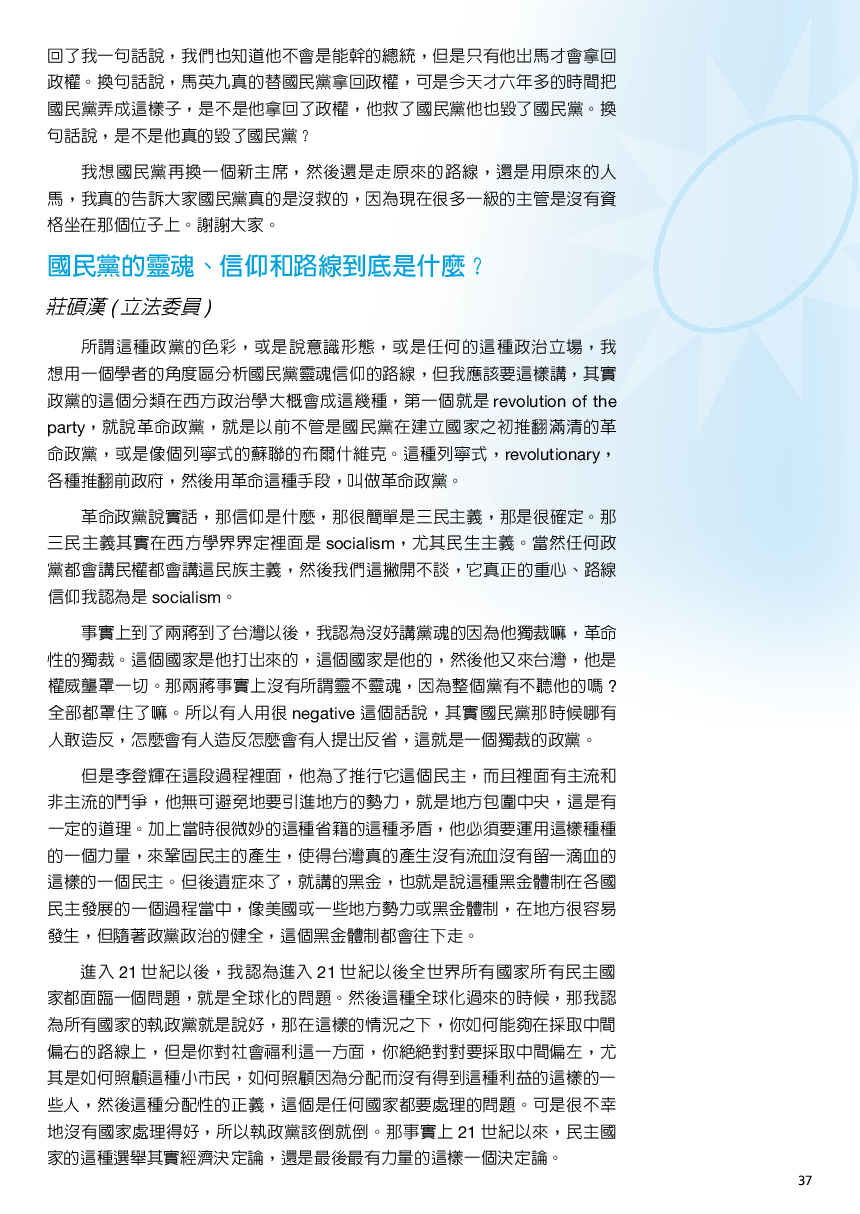 回了我一句話說，我們也知道他不會是能幹的總統，但是只有他出馬才會拿回
政權。換句話說，馬英九真的替國民黨拿回政權，可是今天才六年多的時間把
國民黨弄成這樣子，是不是他拿回了政權，他救了國民黨他也毀了國民黨。換
句話說，是不是他真的毀了國民黨？
我想國民黨再換一個新主席，然後還是走原來的路線，還是用原來的人
馬，我真的告訴大家國民黨真的是沒救的，因為現在很多一級的主管是沒有資
格坐在那個位子上。謝謝大家。
國民黨的靈魂、信仰和路線到底是什麼？
莊碩漢 (立法委員)
所謂這種政黨的色彩，或是說意識形態，或是任何的這種政治立場，我
想用一個學者的角度區分析國民黨靈魂信仰的路線，但我應該要這樣講，其實
政黨的這個分類在西方政治學大概會成這幾種，第一個就是 revolution of the
party，就說革命政黨，就是以前不管是國民黨在建立國家之初推翻滿清的革
命政黨，或是像個列寧式的蘇聯的布爾什維克。這種列寧式，revolutionary，
各種推翻前政府，然後用革命這種手段，叫做革命政黨。
革命政黨說實話，那信仰是什麼，那很簡單是三民主義，那是很確定。那
三民主義其實在西方學界界定裡面是 socialism，尤其民生主義。當然任何政
黨都會講民權都會講這民族主義，然後我們這撇開不談，它真正的重心、路線
信仰我認為是 socialism。
事實上到了兩蔣到了台灣以後，我認為沒好講黨魂的因為他獨裁嘛，革命
性的獨裁。這個國家是他打出來的，這個國家是他的，然後他又來台灣，他是
權威壟罩一切。那兩蔣事實上沒有所謂靈不靈魂，因為整個黨有不聽他的嗎？
全部都罩住了嘛。所以有人用很 negative 這個話說，其實國民黨那時候哪有
人敢造反，怎麼會有人造反怎麼會有人提出反省，這就是一個獨裁的政黨。
但是李登輝在這段過程裡面，他為了推行它這個民主，而且裡面有主流和
非主流的鬥爭，他無可避免地要引進地方的勢力，就是地方包圍中央，這是有
一定的道理。加上當時很微妙的這種省籍的這種矛盾，他必須要運用這樣種種
的一個力量，來鞏固民主的產生，使得台灣真的產生沒有流血沒有留一滴血的
這樣的一個民主。但後遺症來了，就講的黑金，也就是說這種黑金體制在各國
民主發展的一個過程當中，像美國或一些地方勢力或黑金體制，在地方很容易
發生，但隨著政黨政治的健全，這個黑金體制都會往下走。
進入 21 世紀以後，我認為進入 21 世紀以後全世界所有國家所有民主國
家都面臨一個問題，就是全球化的問題。然後這種全球化過來的時候，那我認
為所有國家的執政黨就是說好，那在這樣的情況之下，你如何能夠在採取中間
偏右的路線上，但是你對社會福利這一方面，你絕絕對對要採取中間偏左，尤
其是如何照顧這種小市民，如何照顧因為分配而沒有得到這種利益的這樣的一
些人，然後這種分配性的正義，這個是任何國家都要處理的問題。可是很不幸
地沒有國家處理得好，所以執政黨該倒就倒。那事實上 21 世紀以來，民主國
家的這種選舉其實經濟決定論，還是最後最有力量的這樣一個決定論。
37